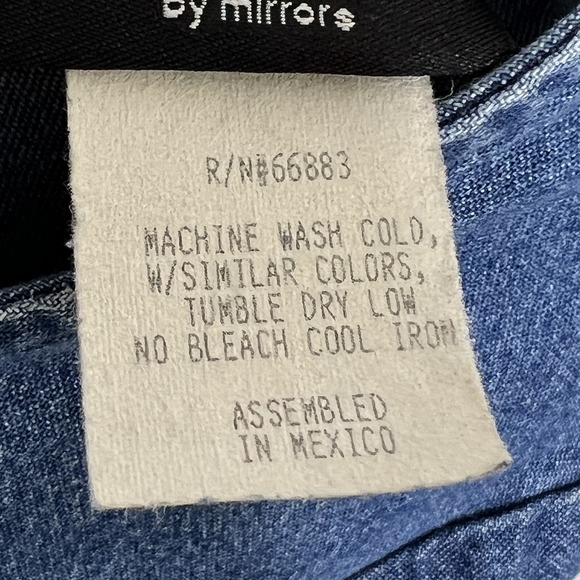 by mirrors
R/N#66883
MACHINE WASH COLD,
W/SIMILAR COLORS,
TUMBLE DRY LOW
NO BLEACH COOL IRON
ASSEMBLED
IN MEXICO